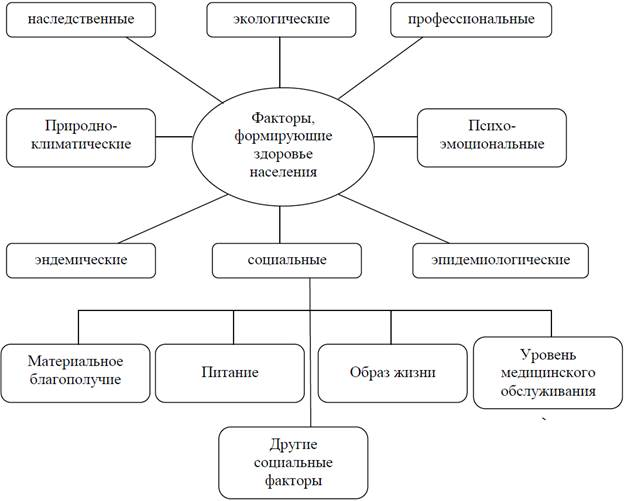 наследственные
экологические
профессиональные
Природно-
климатические
Факторы,
формирующие
здоровье
населения
Психо-
эмоциональные
эндемические
социальные
эпидемиологические
Материальное
благополучие
Питание
Образ жизни
Уровень
медицинского
обслуживания
Другие
социальные
факторы